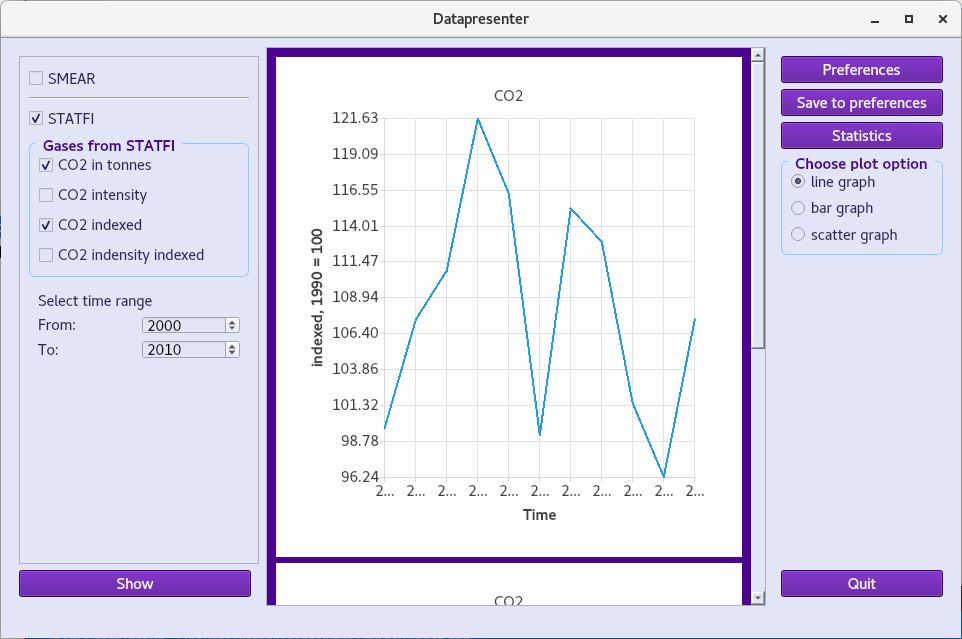 Datapresenter
SMEAR
STATFI
Gases from STATFI
CO2 in tonnes
CO2 intensity
CO2 indexed
CO2 indensity indexed
Select time range
From: 2000
To: 2010
Show
CO2
121.63
119.09
116.55
114.01
111.47
108.94
106.40
103.86
101.32
98.78
96.24
indexed, 1990 = 100
2... 2... 2... 2... 2... 2... 2... 2... 2... 2... 2...
Time
CO2
Preferences
Save to preferences
Statistics
Choose plot option
line graph
bar graph
scatter graph
Quit